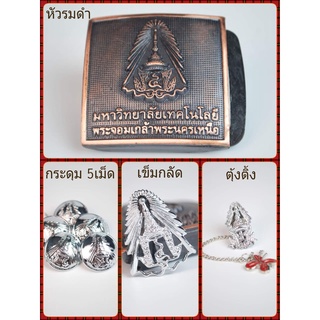 หัวรมดำ
มหาวิทยาลัยเทคโนโลยี
พระจอมเกล้าพระนครเหนือ
กระดุม 5เม็ด
เข็มกลัด
ตุ้งติ้ง